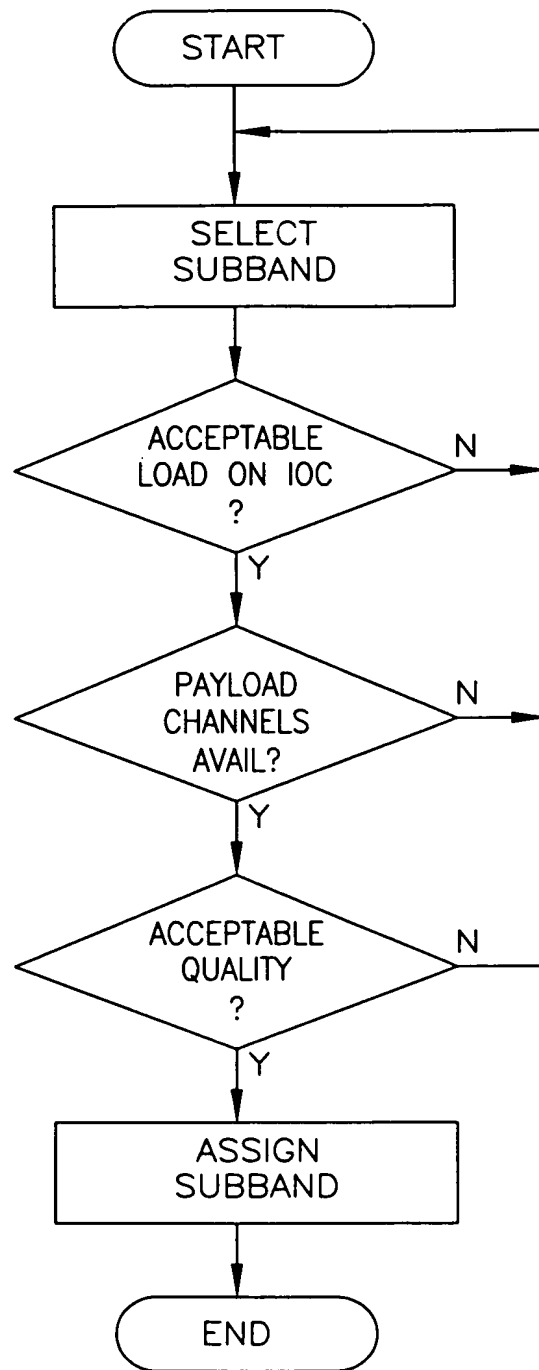 START
SELECT
SUBBAND
ACCEPTABLE
LOAD ON IOC
?
N
Y
PAYLOAD
CHANNELS
AVAIL?
N
Y
ACCEPTABLE
QUALITY
?
N
Y
ASSIGN
SUBBAND
END